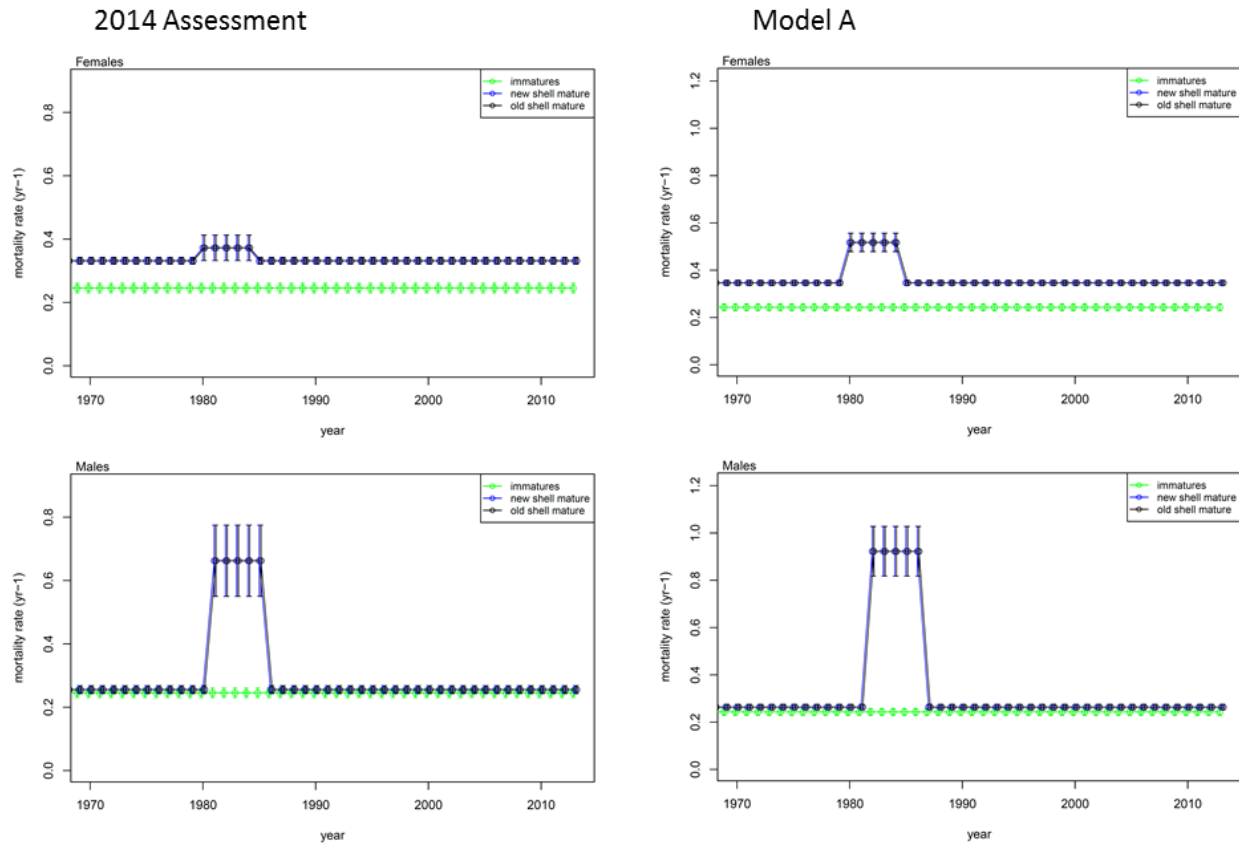 2014 Assessment
Model A
Females
immatures
new shell mature
old shell mature
mortality rate (yr−1)
0.0 0.2 0.4 0.6 0.8
1970 1980 1990 2000 2010
year
Females
immatures
new shell mature
old shell mature
mortality rate (yr−1)
0.0 0.2 0.4 0.6 0.8 1.0 1.2
1970 1980 1990 2000 2010
year
Males
immatures
new shell mature
old shell mature
mortality rate (yr−1)
0.0 0.2 0.4 0.6 0.8
1970 1980 1990 2000 2010
year
Males
immatures
new shell mature
old shell mature
mortality rate (yr−1)
0.0 0.2 0.4 0.6 0.8 1.0 1.2
1970 1980 1990 2000 2010
year